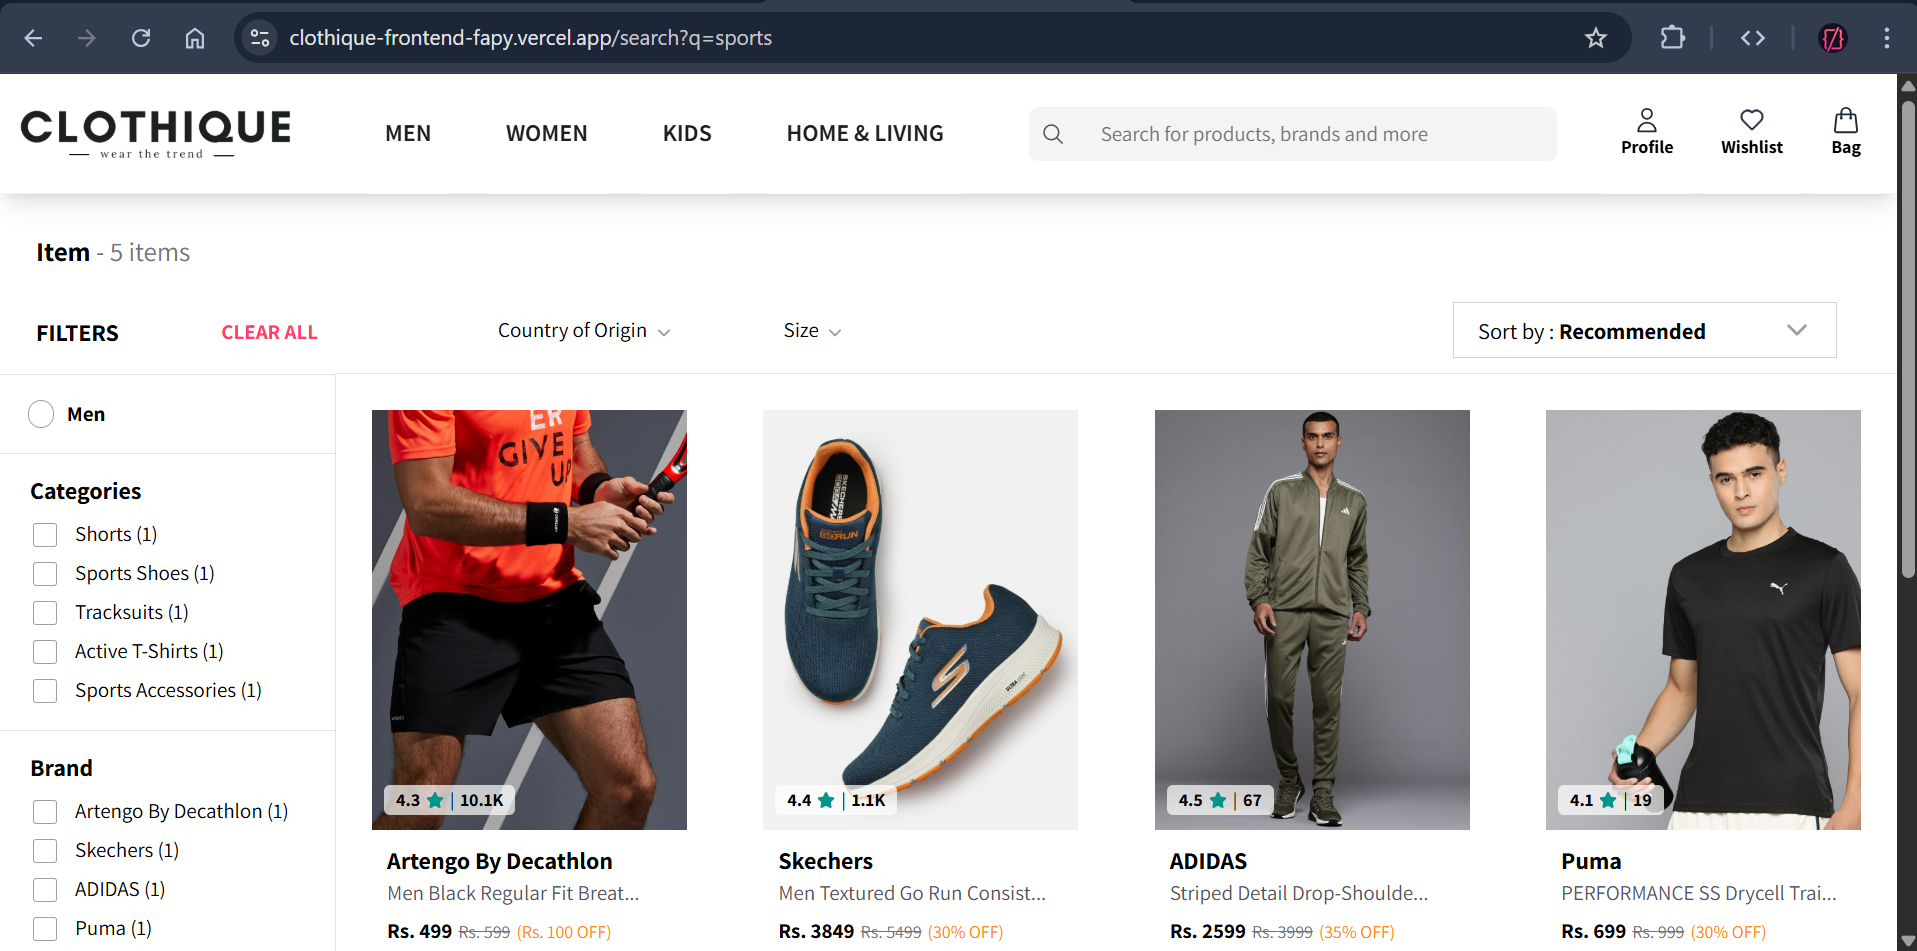 clothique-frontend-fapy.vercel.app/search?q=sports
CLOTHIQUE
wear the trend
MEN
WOMEN
KIDS
HOME & LIVING
Search for products, brands and more
Profile
Wishlist
Bag
Item - 5 items
FILTERS
CLEAR ALL
Country of Origin
Size
Sort by : Recommended
Men
Categories
Shorts (1)
Sports Shoes (1)
Tracksuits (1)
Active T-Shirts (1)
Sports Accessories (1)
Brand
Artengo By Decathlon (1)
Skechers (1)
ADIDAS (1)
Puma (1)
ER
GIVE
UP
4.3 | 10.1K
Artengo By Decathlon
Men Black Regular Fit Breat...
Rs. 499 Rs. 599 (Rs. 100 OFF)
SKECHERS
GORUN
4.4 | 1.1K
Skechers
Men Textured Go Run Consist...
Rs. 3849 Rs. 5499 (30% OFF)
4.5 | 67
ADIDAS
Striped Detail Drop-Shoulde...
Rs. 2599 Rs. 3999 (35% OFF)
4.1 | 19
Puma
PERFORMANCE SS Drycell Trai...
Rs. 699 Rs. 999 (30% OFF)